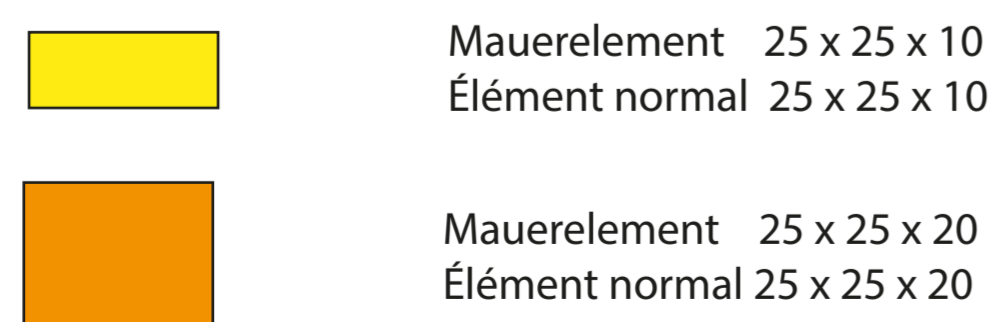 Mauerelement 25 x 25 x 10
Élément normal 25 x 25 x 10
Mauerelement 25 x 25 x 20
Élément normal 25 x 25 x 20